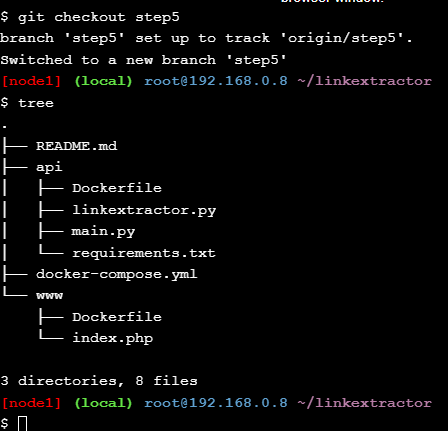 browser window.
$ git checkout step5
branch 'step5' set up to track 'origin/step5'.
Switched to a new branch 'step5'
[node1] (local) root@192.168.0.8 ~/linkextractor
$ tree
.
├── README.md
├── api
│   ├── Dockerfile
│   ├── linkextractor.py
│   ├── main.py
│   └── requirements.txt
├── docker-compose.yml
└── www
    ├── Dockerfile
    └── index.php

3 directories, 8 files
[node1] (local) root@192.168.0.8 ~/linkextractor
$